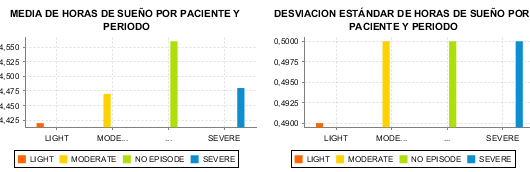 MEDIA DE HORAS DE SUEÑO POR PACIENTE Y
PERIODO
4,550
4,525
4,500
4,475
4,450
4,425
LIGHT MODE... ... SEVERE
LIGHT MODERATE NO EPISODE SEVERE
DESVIACION ESTÁNDAR DE HORAS DE SUEÑO POR
PACIENTE Y PERIODO
0,5000
0,4975
0,4950
0,4925
0,4900
LIGHT MODE... ... SEVERE
LIGHT MODERATE NO EPISODE SEVERE